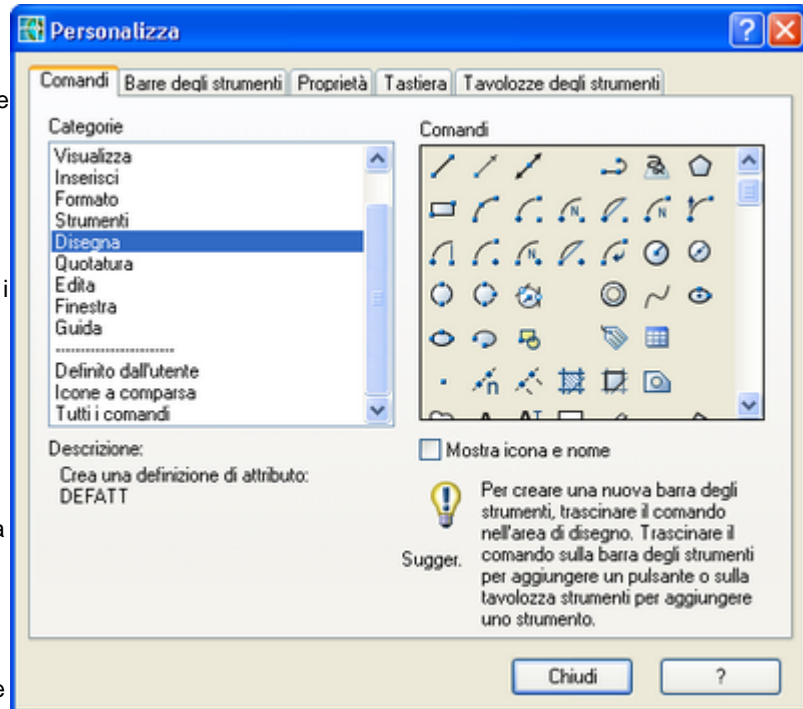 Personalizza
Comandi Barre degli strumenti Proprietà Tastiera Tavolozze degli strumenti
Categorie
Visualizza
Inserisci
Formato
Strumenti
Disegna
Quotatura
Edita
Finestra
Guida
Definito dall'utente
Icone a comparsa
Tutti i comandi
Descrizione:
Crea una definizione di attributo:
DEFATT
Comandi
Mostra icona e nome
Sugger.
Per creare una nuova barra degli
strumenti, trascinare il comando
nell'area di disegno. Trascinare il
comando sulla barra degli strumenti
per aggiungere un pulsante o sulla
tavolozza strumenti per aggiungere
uno strumento.
Chiudi ?